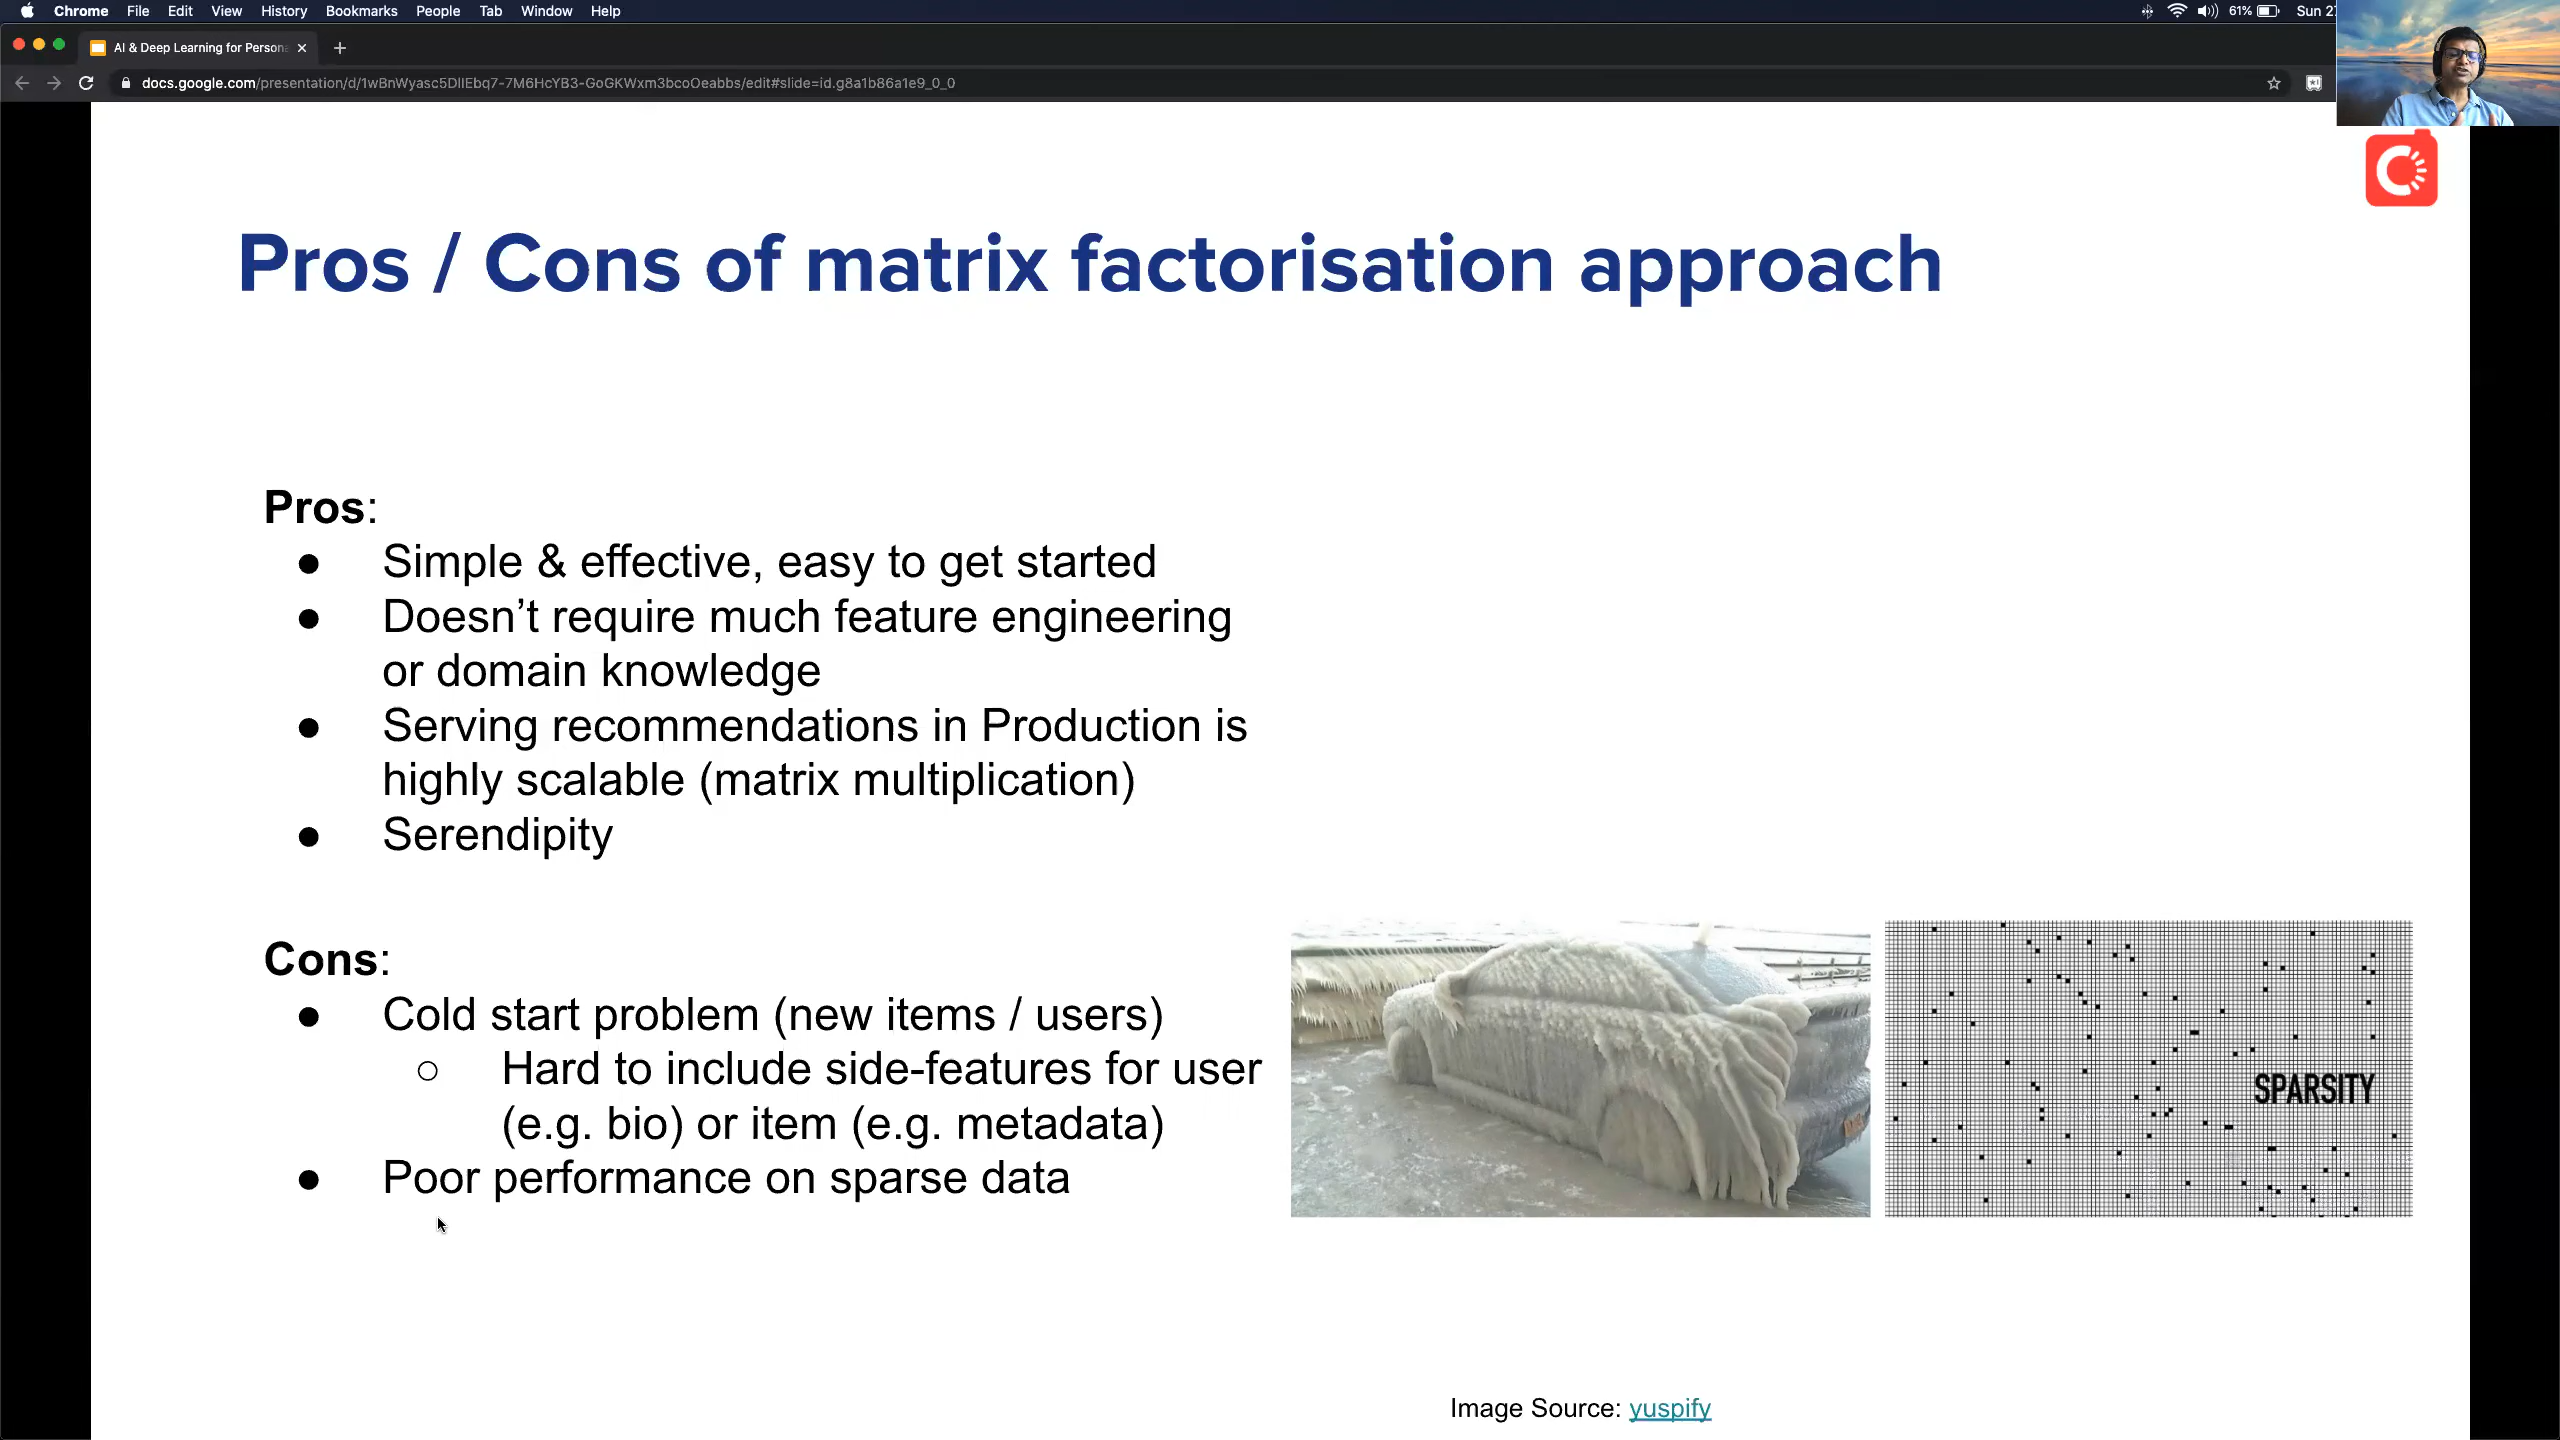 Chrome File Edit View History Bookmarks People Tab Window Help 61% Sun 2
AI & Deep Learning for Person
docs.google.com/presentation/d/1wBnWyasc5DIlEbq7-7M6HcYB3-GoGKWxm3bcoOeabbs/edit#slide=id.g8a1b86a1e9_0_0
Pros / Cons of matrix factorisation approach
Pros:
● Simple & effective, easy to get started
● Doesn’t require much feature engineering
or domain knowledge
● Serving recommendations in Production is
highly scalable (matrix multiplication)
● Serendipity
Cons:
● Cold start problem (new items / users)
○ Hard to include side-features for user
(e.g. bio) or item (e.g. metadata)
● Poor performance on sparse data
SPARSITY
Image Source: yuspify